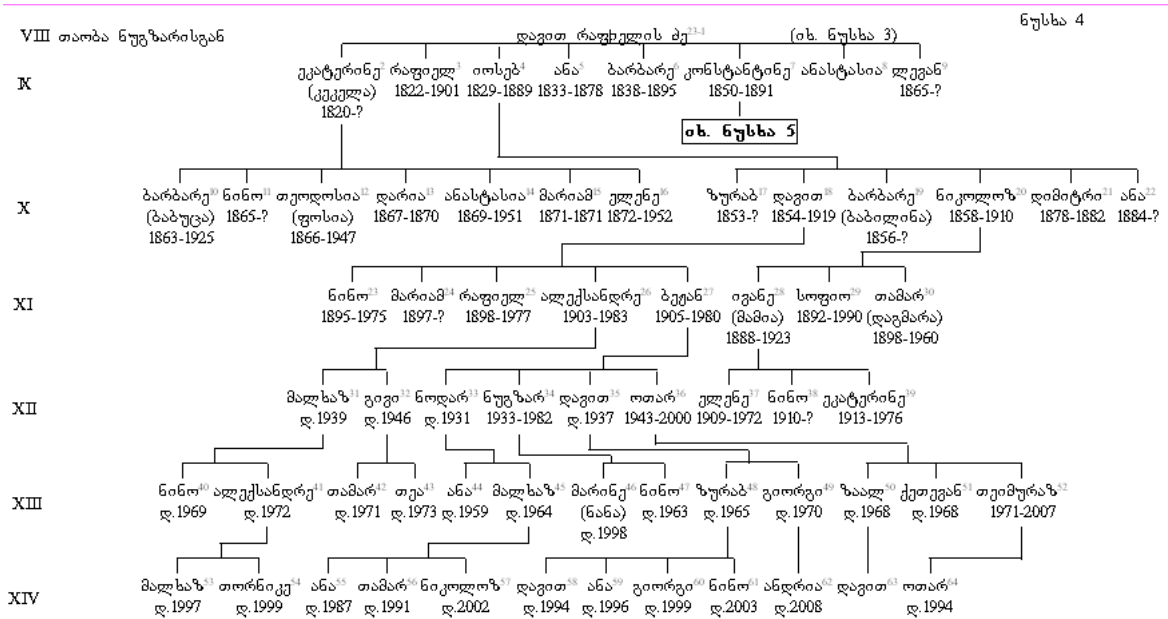 ნუსხა 4
VIII თაობა ნუგზარისგან დავით რაფიელის ძე23-1 (იხ. ნუსხა 3)
IX ეკატერინე2 რაფიელ3 იოსებ4 ანა5 ბარბარე6 კონსტანტინე7 ანასტასია8 ლევან9
(კეკელა) 1822-1901 1829-1889 1833-1878 1838-1895 1850-1891 1865-?
1820-?
იხ. ნუსხა 5
X ბარბარე10 ნინო11 თეოდოსია12 დარია13 ანასტასია14 მარიამ15 ელენე16 ზურაბ17 დავით18 ბარბარე19 ნიკოლოზ20 დიმიტრი21 ანა22
(ბაბუცა) 1865-? (ფოსია) 1867-1870 1869-1951 1871-1871 1872-1952 1853-? 1854-1919 (ბაბილინა) 1858-1910 1878-1882 1884-?
1863-1925 1866-1947 1856-?
XI ნინო23 მარიამ24 რაფიელ25 ალექსანდრე26 ბეჟან27 ივანე28 სოფიო29 თამარ30
1895-1975 1897-? 1898-1977 1903-1983 1905-1980 (მამია) 1892-1990 (დაგმარა)
1888-1923 1898-1960
XII მალხაზ31 გივი32 ნოდარ33 ნუგზარ34 დავით35 ოთარ36 ელენე37 ნინო38 ეკატერინე39
დ.1939 დ.1946 დ.1931 1933-1982 დ.1937 1943-2000 1909-1972 1910-? 1913-1976
XIII ნინო40 ალექსანდრე41 თამარ42 თეა43 ანა44 მალხაზ45 მარინე46 ნინო47 ზურაბ48 გიორგი49 ზაალ50 ქეთევან51 თეიმურაზ52
დ.1969 დ.1972 დ.1971 დ.1973 დ.1959 დ.1964 (ნანა) დ.1963 დ.1965 დ.1970 დ.1968 დ.1968 1971-2007
დ.1998
XIV მალხაზ53 თორნიკე54 ანა55 თამარ56 ნიკოლოზ57 დავით58 ანა59 გიორგი60 ნინო61 ანდრია62 დავით63 ოთარ64
დ.1997 დ.1999 დ.1987 დ.1991 დ.2002 დ.1994 დ.1996 დ.1999 დ.2003 დ.2008 დ.1994